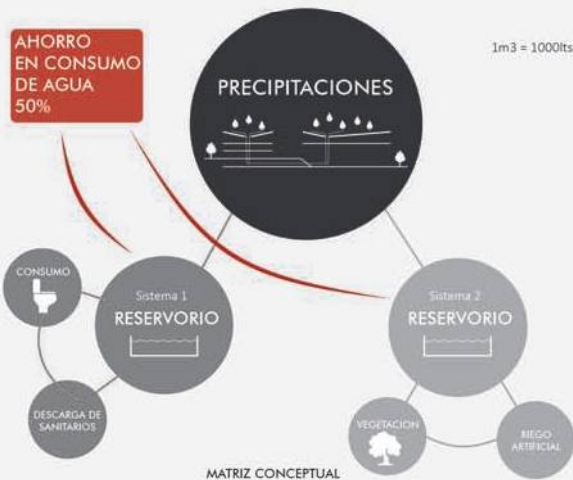 AHORRO
EN CONSUMO
DE AGUA
50%
1m3 = 1000lts
PRECIPITACIONES
CONSUMO
Sistema 1
RESERVORIO
DESCARGA DE
SANITARIOS
Sistema 2
RESERVORIO
VEGETACION
RIEGO
ARTIFICIAL
MATRIZ CONCEPTUAL